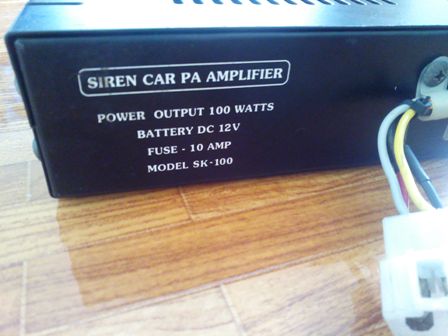 SIREN CAR PA AMPLIFIER
POWER OUTPUT 100 WATTS
BATTERY DC 12V
FUSE - 10 AMP
MODEL SK-100